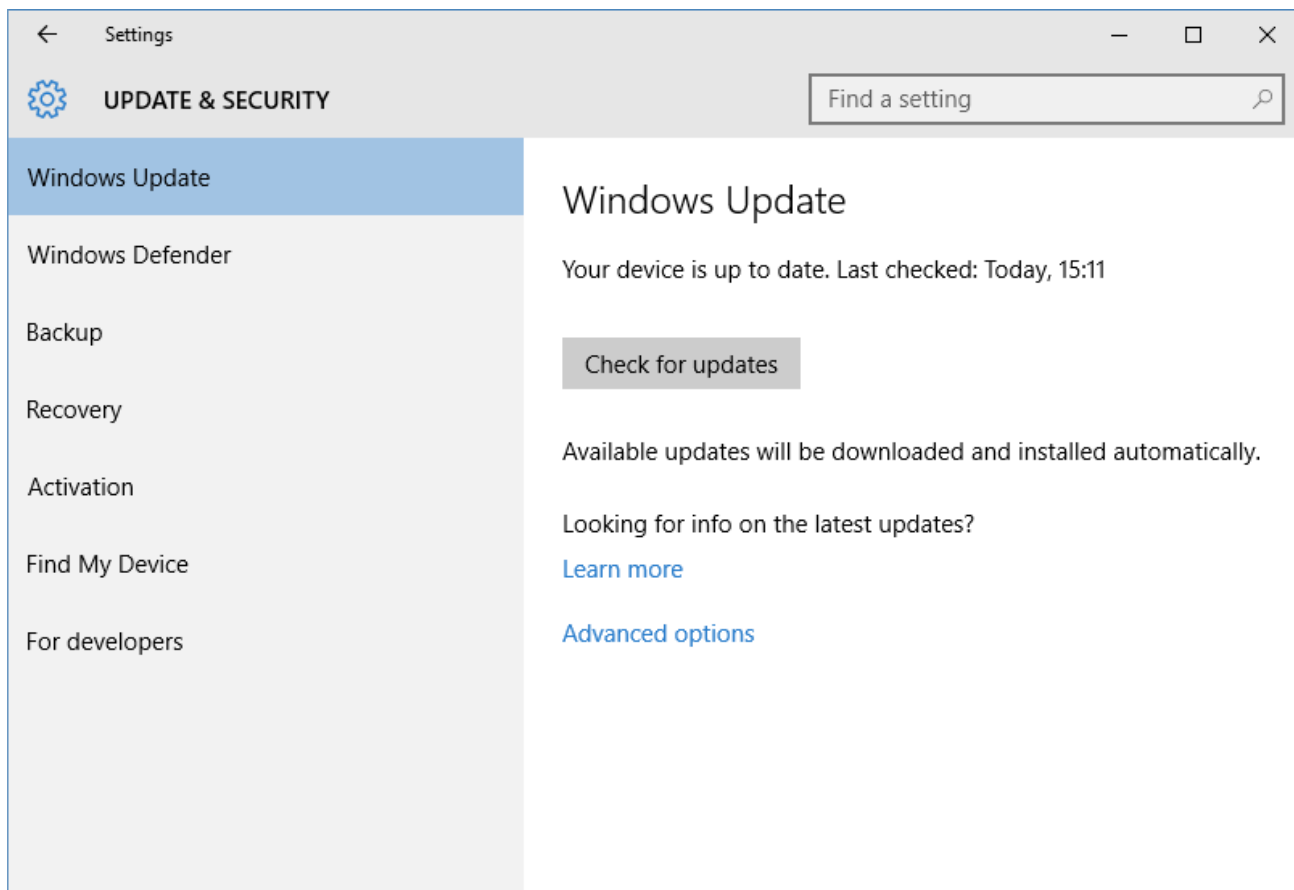 Settings
UPDATE & SECURITY
Find a setting
Windows Update
Windows Defender
Backup
Recovery
Activation
Find My Device
For developers
Windows Update
Your device is up to date. Last checked: Today, 15:11
Check for updates
Available updates will be downloaded and installed automatically.
Looking for info on the latest updates?
Learn more
Advanced options